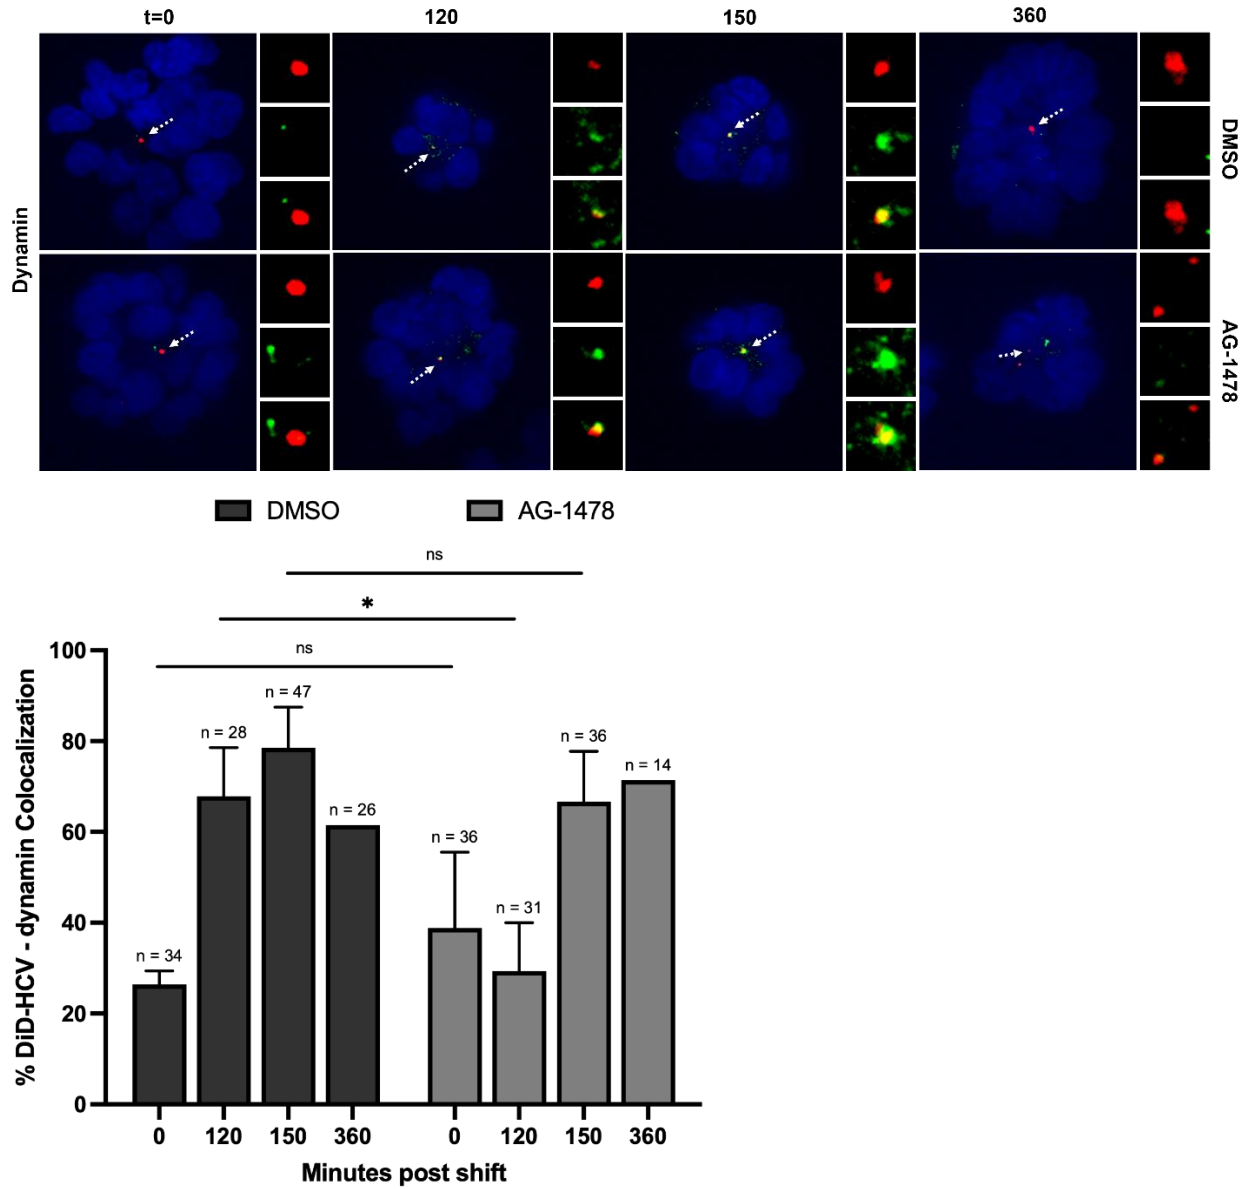 t=0 120 150 360
Dynamin
DMSO
AG-1478
DMSO AG-1478
ns
*
ns
% DiD-HCV - dynamin Colocalization
100
80
60
40
20
0
n = 34
n = 28
n = 47
n = 26
n = 36
n = 31
n = 36
n = 14
0 120 150 360 0 120 150 360
Minutes post shift